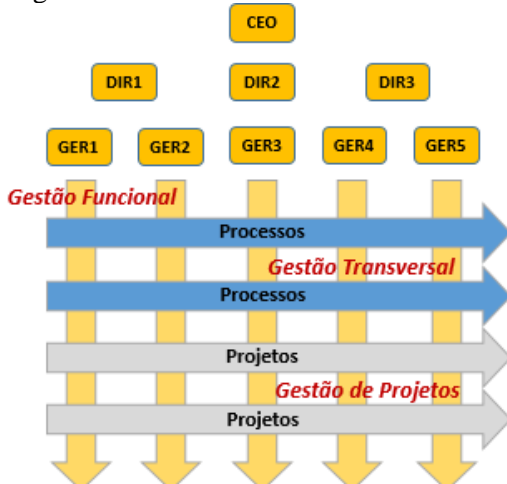 CEO
DIR1 DIR2 DIR3
GER1 GER2 GER3 GER4 GER5
Gestão Funcional
Processos
Gestão Transversal
Processos
Projetos
Gestão de Projetos
Projetos